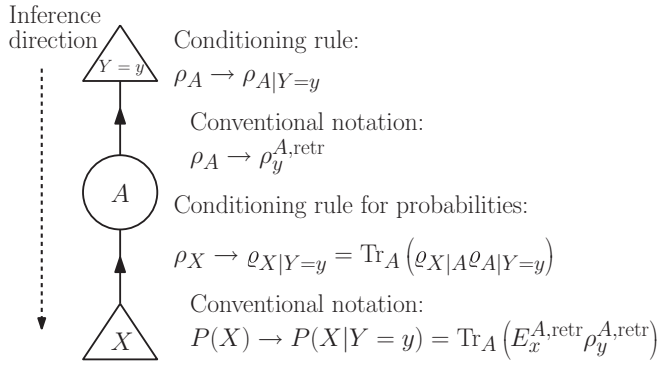 Inference
direction
Y = y
Conditioning rule:
ρ_A → ρ_{A|Y=y}
Conventional notation:
ρ_A → ρ_y^{A,retr}
A
Conditioning rule for probabilities:
ρ_X → ϱ_{X|Y=y} = Tr_A (ϱ_{X|A} ϱ_{A|Y=y})
Conventional notation:
X
P(X) → P(X|Y = y) = Tr_A (E_x^{A,retr} ρ_y^{A,retr})